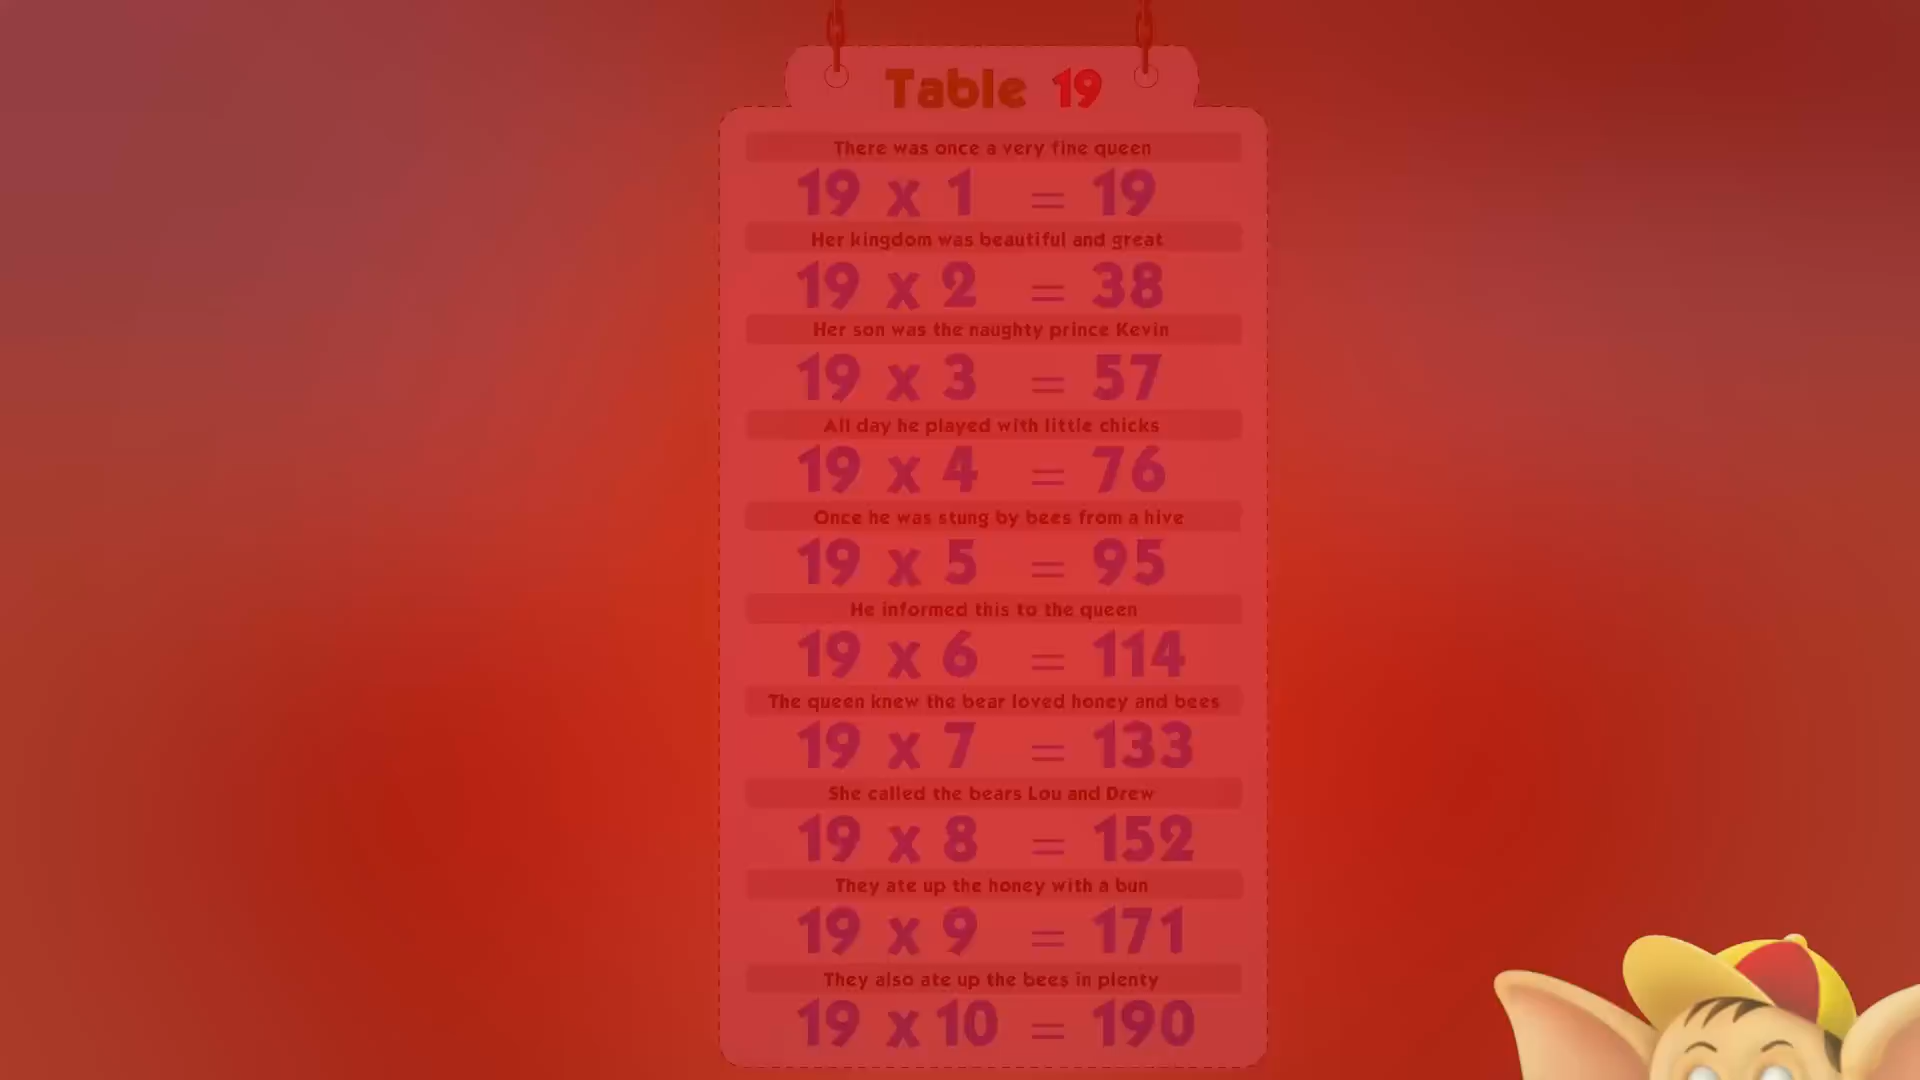 Table 19
There was once a very fine queen
19 x 1 = 19
Her kingdom was beautiful and great
19 x 2 = 38
Her son was the naughty prince Kevin
19 x 3 = 57
All day he played with little chicks
19 x 4 = 76
Once he was stung by bees from a hive
19 x 5 = 95
He informed this to the queen
19 x 6 = 114
The queen knew the bear loved honey and bees
19 x 7 = 133
She called the bears Lou and Drew
19 x 8 = 152
They ate up the honey with a bun
19 x 9 = 171
They also ate up the bees in plenty
19 x 10 = 190